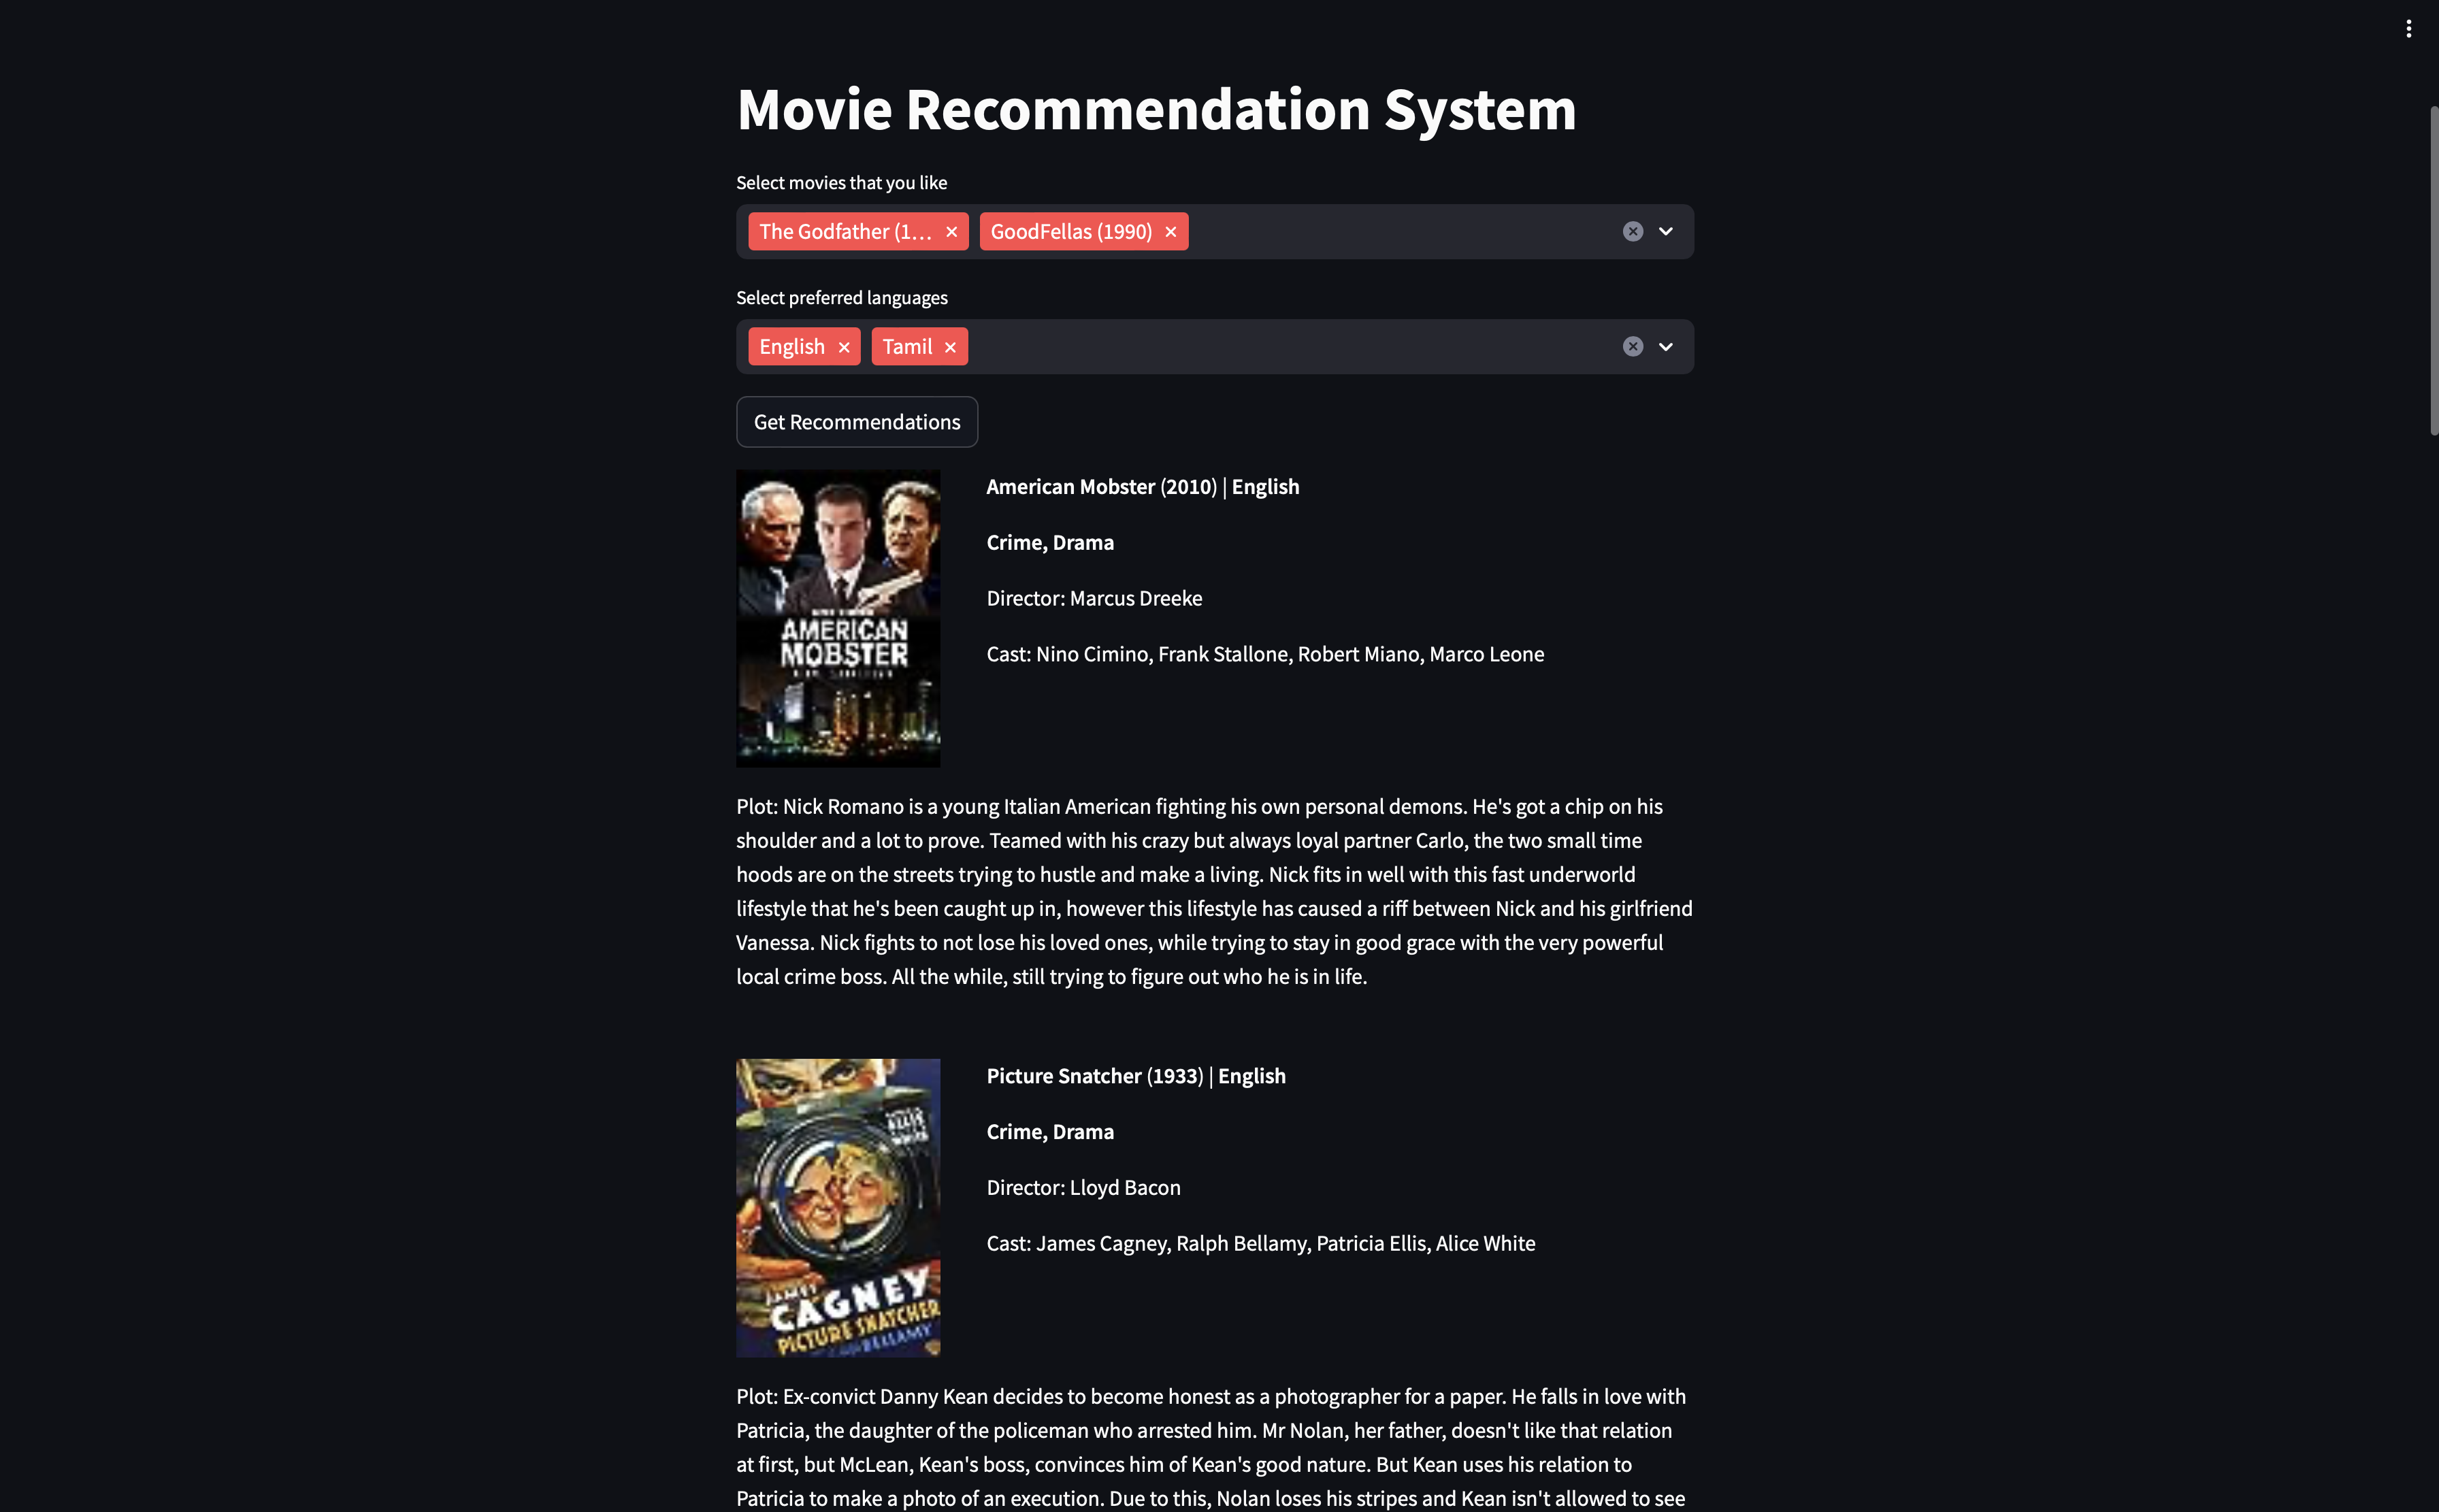 Movie Recommendation System
Select movies that you like
The Godfather (1... GoodFellas (1990)
Select preferred languages
English Tamil
Get Recommendations
American Mobster (2010) | English
Crime, Drama
Director: Marcus Dreeke
Cast: Nino Cimino, Frank Stallone, Robert Miano, Marco Leone
AMERICAN
MOBSTER
Plot: Nick Romano is a young Italian American fighting his own personal demons. He's got a chip on his
shoulder and a lot to prove. Teamed with his crazy but always loyal partner Carlo, the two small time
hoods are on the streets trying to hustle and make a living. Nick fits in well with this fast underworld
lifestyle that he's been caught up in, however this lifestyle has caused a riff between Nick and his girlfriend
Vanessa. Nick fights to not lose his loved ones, while trying to stay in good grace with the very powerful
local crime boss. All the while, still trying to figure out who he is in life.
Picture Snatcher (1933) | English
Crime, Drama
Director: Lloyd Bacon
Cast: James Cagney, Ralph Bellamy, Patricia Ellis, Alice White
JAMES
CAGNEY
PICTURE SNATCHER
BELLAMY
Plot: Ex-convict Danny Kean decides to become honest as a photographer for a paper. He falls in love with
Patricia, the daughter of the policeman who arrested him. Mr Nolan, her father, doesn't like that relation
at first, but McLean, Kean's boss, convinces him of Kean's good nature. But Kean uses his relation to
Patricia to make a photo of an execution. Due to this, Nolan loses his stripes and Kean isn't allowed to see